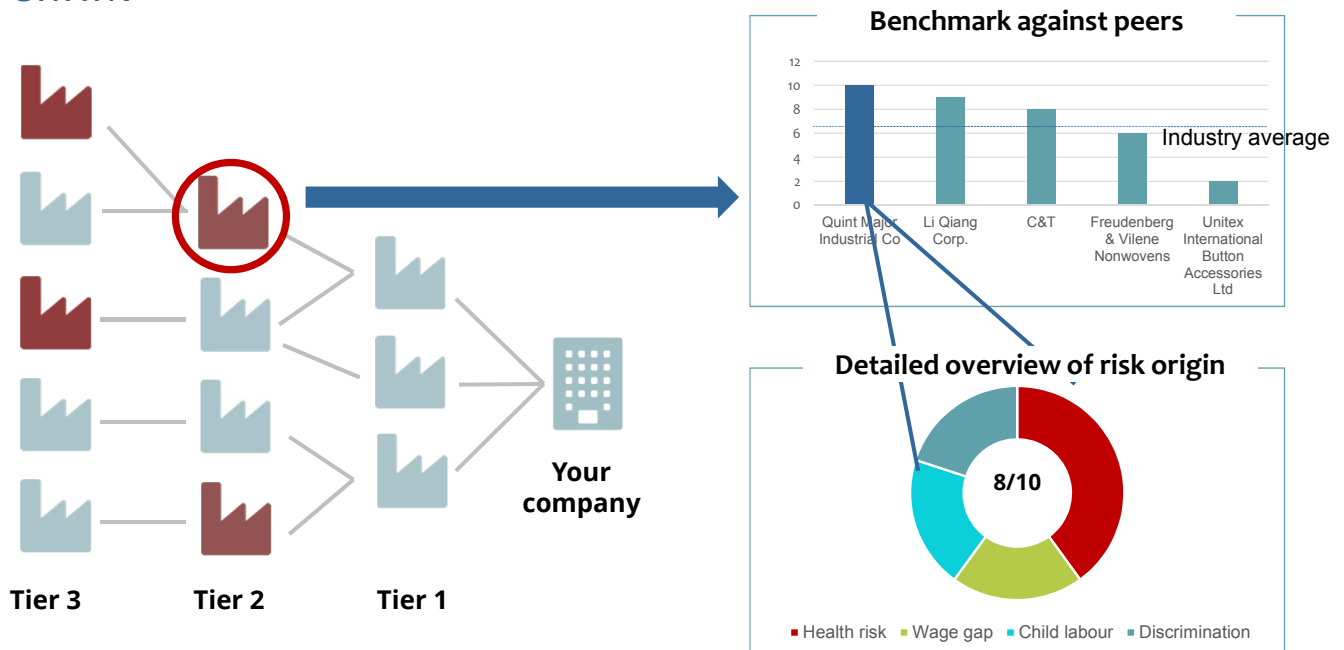 Benchmark against peers
12
10
8
6
4
2
0
Industry average
Quint Major
Industrial Co
Li Qiang
Corp.
C&T
Freudenberg
& Vilene
Nonwovens
Unitex
International
Button
Accessories
Ltd
Your
company
Tier 3
Tier 2
Tier 1
Detailed overview of risk origin
8/10
Health risk
Wage gap
Child labour
Discrimination